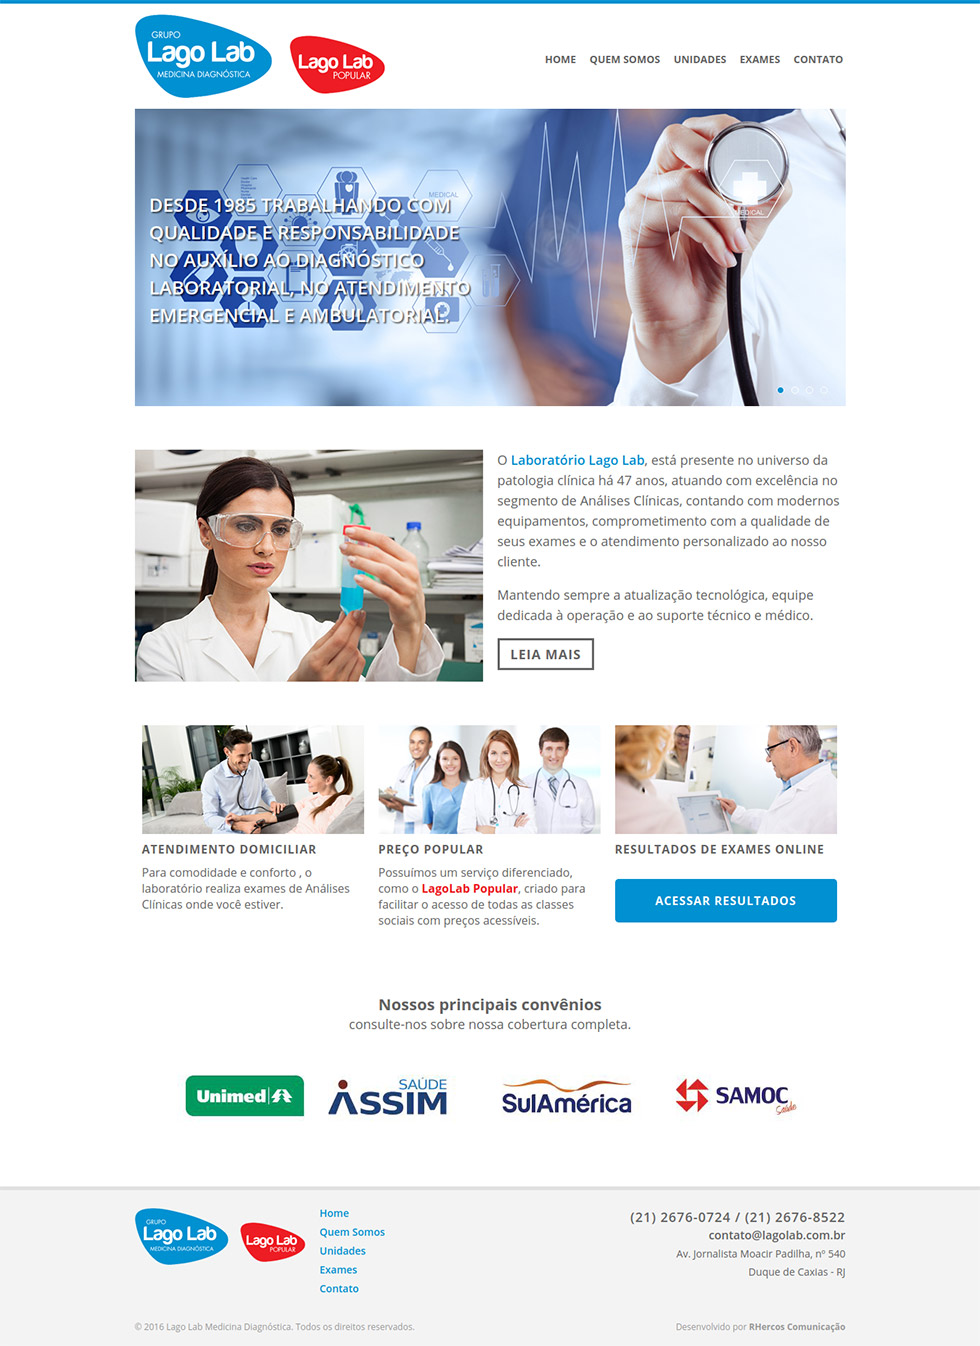 GRUPO
Lago Lab
MEDICINA DIAGNÓSTICA
Lago Lab
POPULAR
HOME QUEM SOMOS UNIDADES EXAMES CONTATO
DESDE 1985 TRABALHANDO COM
QUALIDADE E RESPONSABILIDADE
NO AUXÍLIO AO DIAGNÓSTICO
LABORATORIAL, NO ATENDIMENTO
EMERGENCIAL E AMBULATORIAL.
MEDICAL
MEDICAL
O Laboratório Lago Lab, está presente no universo da
patologia clínica há 47 anos, atuando com excelência no
segmento de Análises Clínicas, contando com modernos
equipamentos, comprometimento com a qualidade de
seus exames e o atendimento personalizado ao nosso
cliente.
Mantendo sempre a atualização tecnológica, equipe
dedicada à operação e ao suporte técnico e médico.
LEIA MAIS
ATENDIMENTO DOMICILIAR
Para comodidade e conforto , o
laboratório realiza exames de Análises
Clínicas onde você estiver.
PREÇO POPULAR
Possuímos um serviço diferenciado,
como o LagoLab Popular, criado para
facilitar o acesso de todas as classes
sociais com preços acessíveis.
RESULTADOS DE EXAMES ONLINE
ACESSAR RESULTADOS
Nossos principais convênios
consulte-nos sobre nossa cobertura completa.
Unimed
SAÚDE
ASSIM
SulAmérica
SAMOC
Saúde
GRUPO
Lago Lab
MEDICINA DIAGNÓSTICA
Lago Lab
POPULAR
Home
Quem Somos
Unidades
Exames
Contato
(21) 2676-0724 / (21) 2676-8522
contato@lagolab.com.br
Av. Jornalista Moacir Padilha, nº 540
Duque de Caxias - RJ
© 2016 Lago Lab Medicina Diagnóstica. Todos os direitos reservados.
Desenvolvido por RHercos Comunicação